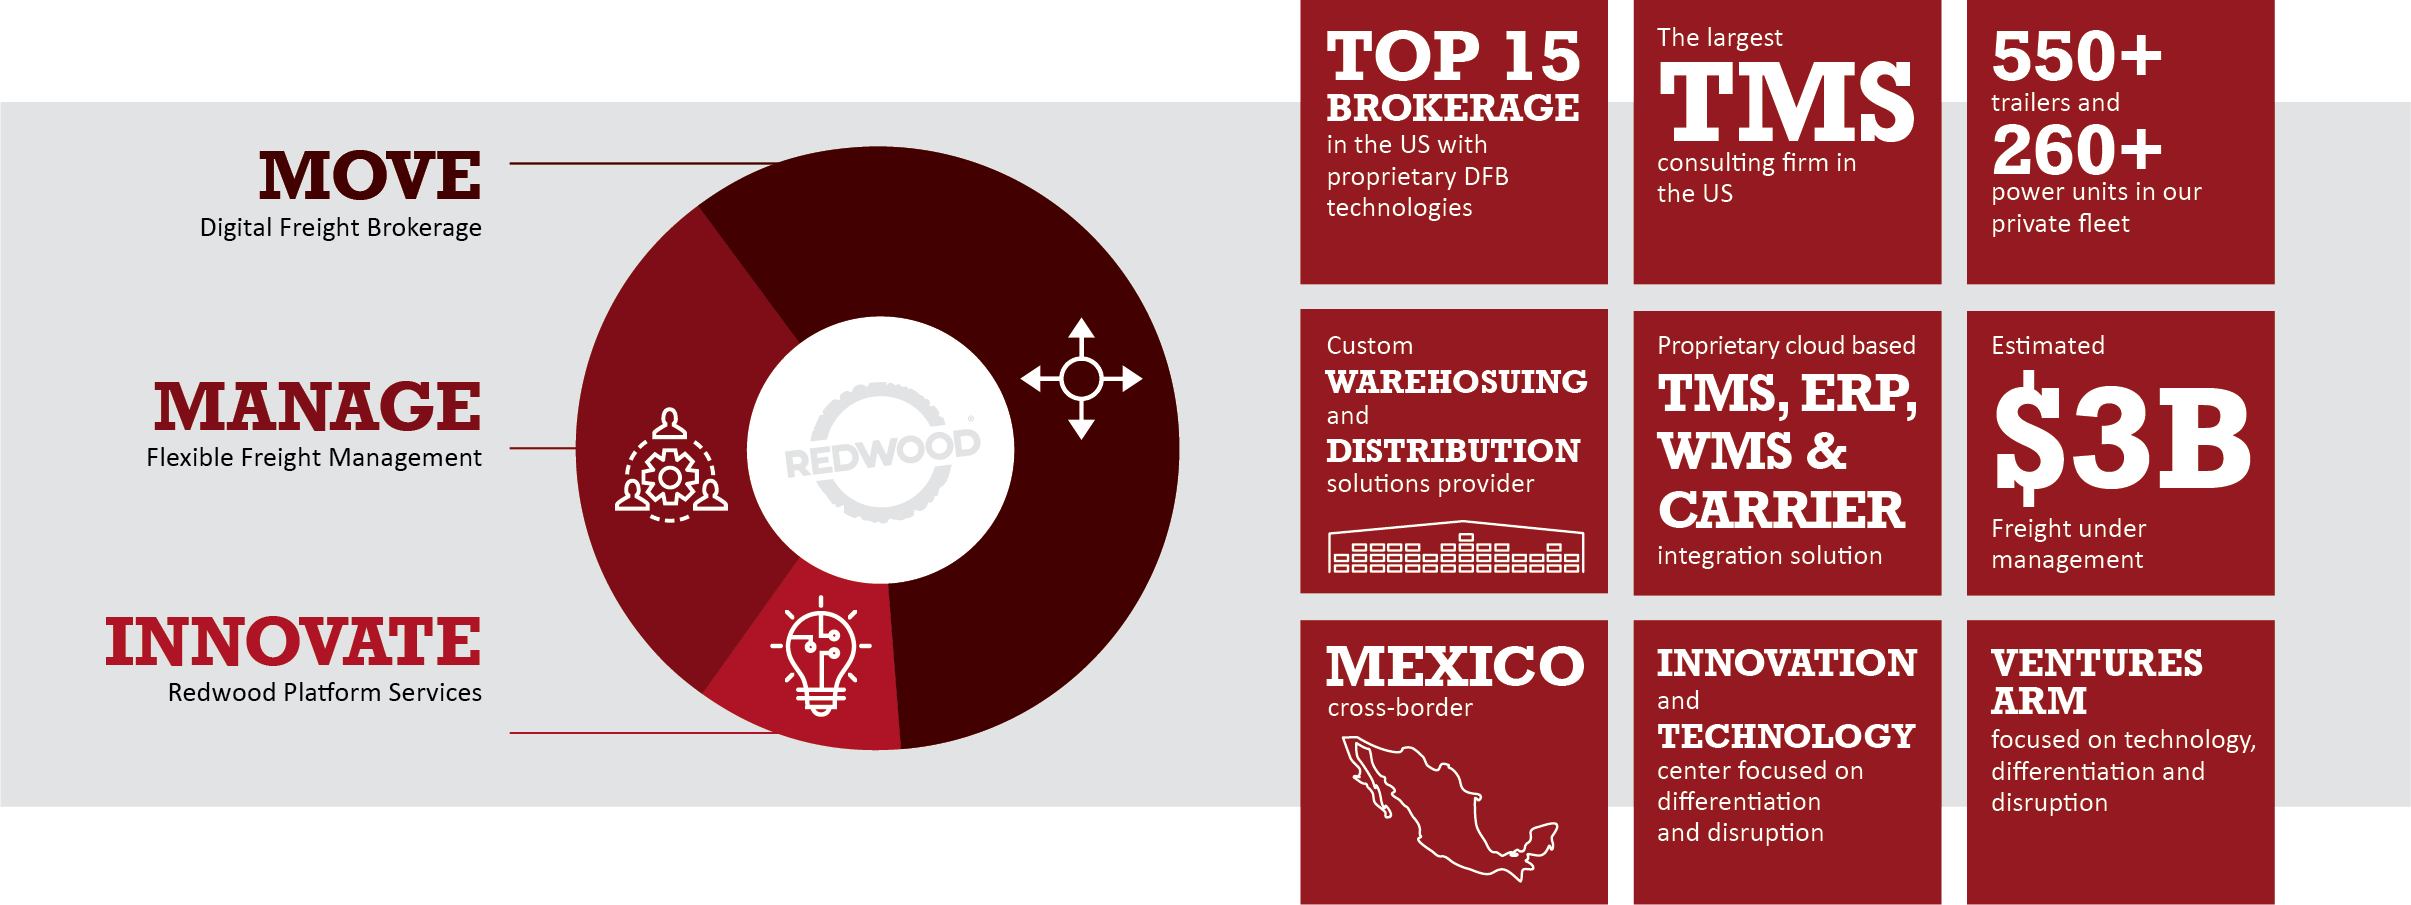 MOVE
Digital Freight Brokerage
MANAGE
Flexible Freight Management
INNOVATE
Redwood Platform Services
REDWOOD®
TOP 15
BROKERAGE
in the US with
proprietary DFB
technologies
The largest
TMS
consulting firm in
the US
550+
trailers and
260+
power units in our
private fleet
Custom
WAREHOSUING
and
DISTRIBUTION
solutions provider
Proprietary cloud based
TMS, ERP,
WMS &
CARRIER
integration solution
Estimated
$3B
Freight under
management
MEXICO
cross-border
INNOVATION
and
TECHNOLOGY
center focused on
differentiation
and disruption
VENTURES
ARM
focused on technology,
differentiation and
disruption